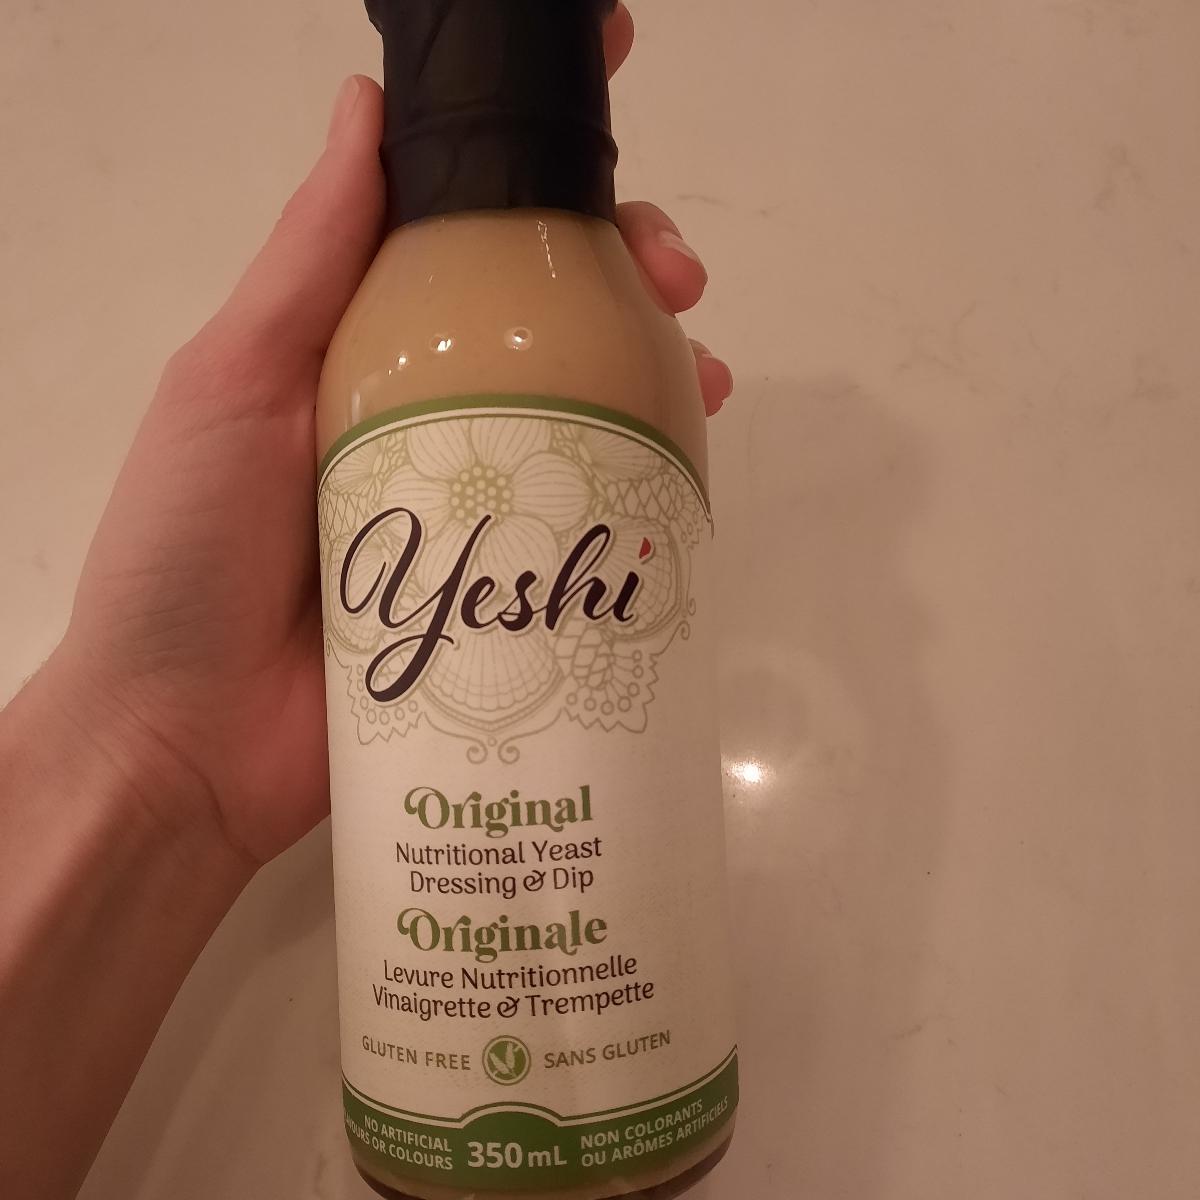 Yeshi
Original
Nutritional Yeast
Dressing & Dip
Originale
Levure Nutritionnelle
Vinaigrette & Trempette
GLUTEN FREE SANS GLUTEN
NO ARTIFICIAL
OR COLOURS
350 mL
NON COLORANTS
OU ARÔMES ARTIFICIELS